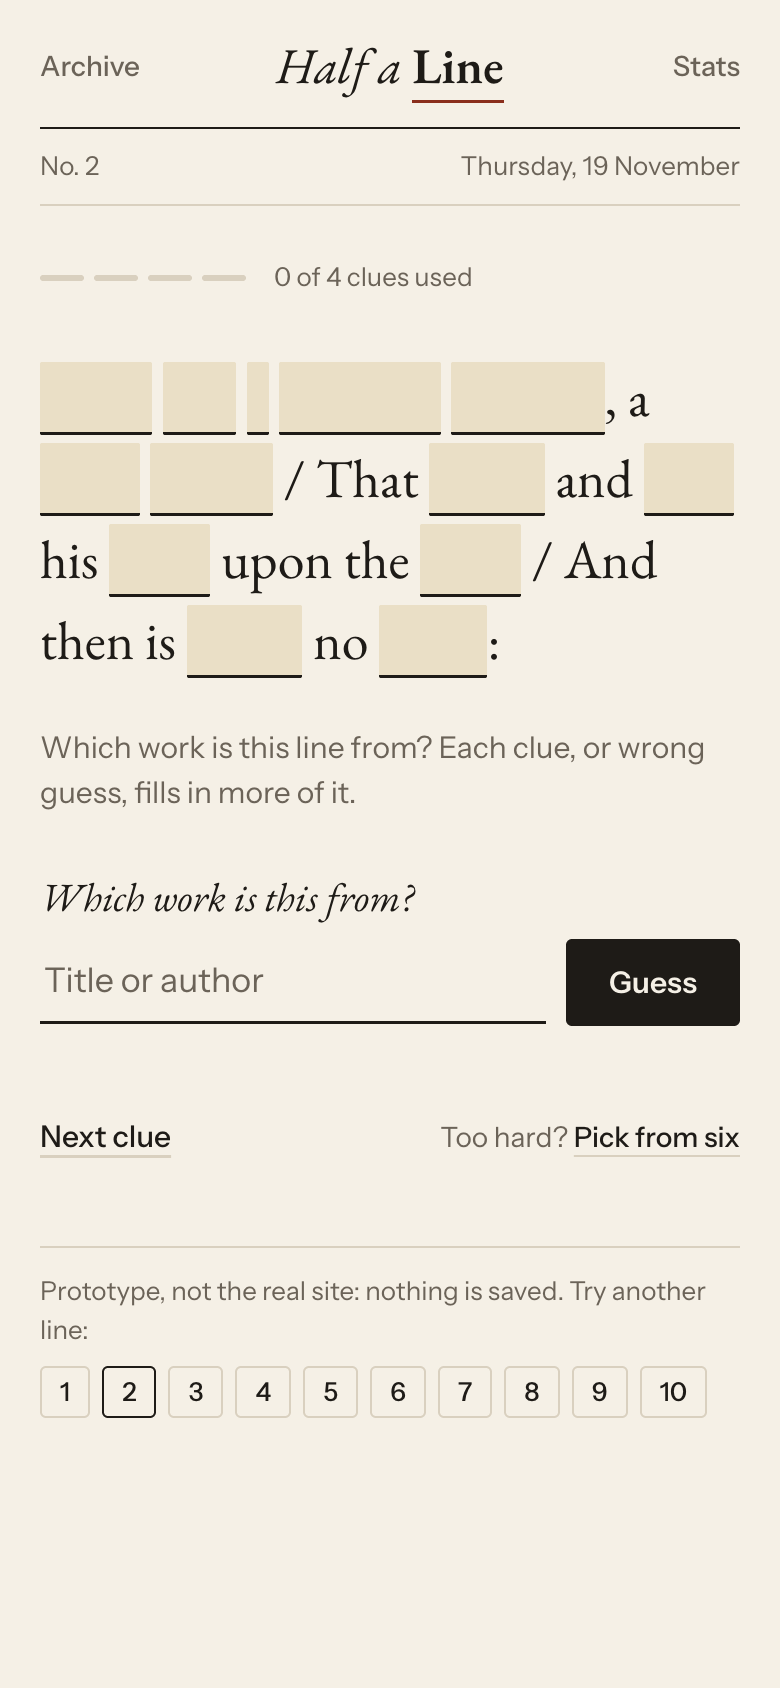 Archive
Half a Line
Stats
No. 2
Thursday, 19 November
0 of 4 clues used
, a
/ That and
his upon the / And
then is no :
Which work is this line from? Each clue, or wrong
guess, fills in more of it.
Which work is this from?
Title or author
Guess
Next clue
Too hard? Pick from six
Prototype, not the real site: nothing is saved. Try another
line:
1 2 3 4 5 6 7 8 9 10